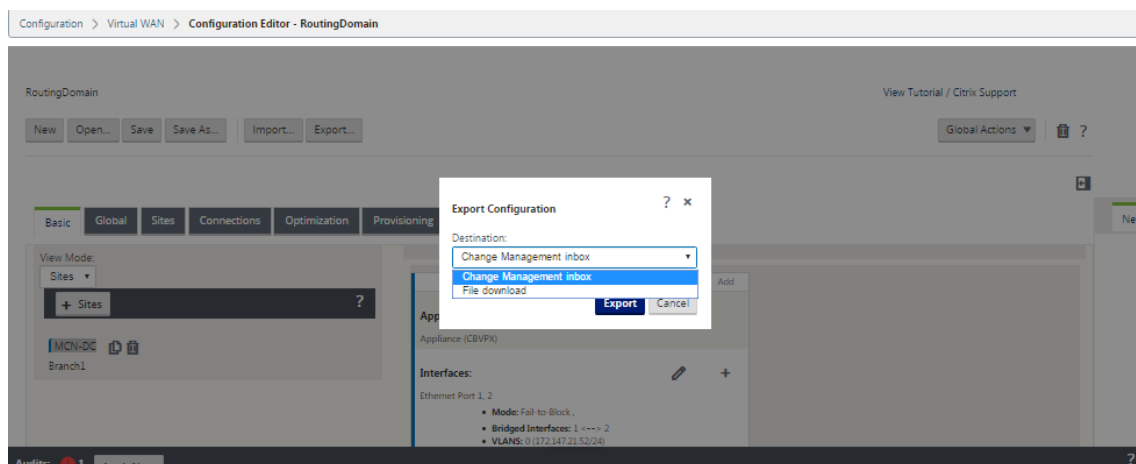 Configuration > Virtual WAN > Configuration Editor - RoutingDomain
RoutingDomain
View Tutorial / Citrix Support
New Open... Save Save As... Import... Export...
Global Actions ▼ ?
Export Configuration ? ×
Destination:
Change Management inbox ▼
Change Management inbox
File download
Export Cancel
Basic Global Sites Connections Optimization Provisioning
Ne
View Mode:
Sites ▼
+ Sites ?
MCN-DC
Branch1
Add
App
Appliance (CBVPX)
Interfaces: +
Ethernet Port 1, 2
• Mode: Fail-to-Block ,
• Bridged Interfaces: 1 <--> 2
• VLANS: 0 (172.147.21.52/24)
Audits: 1
?